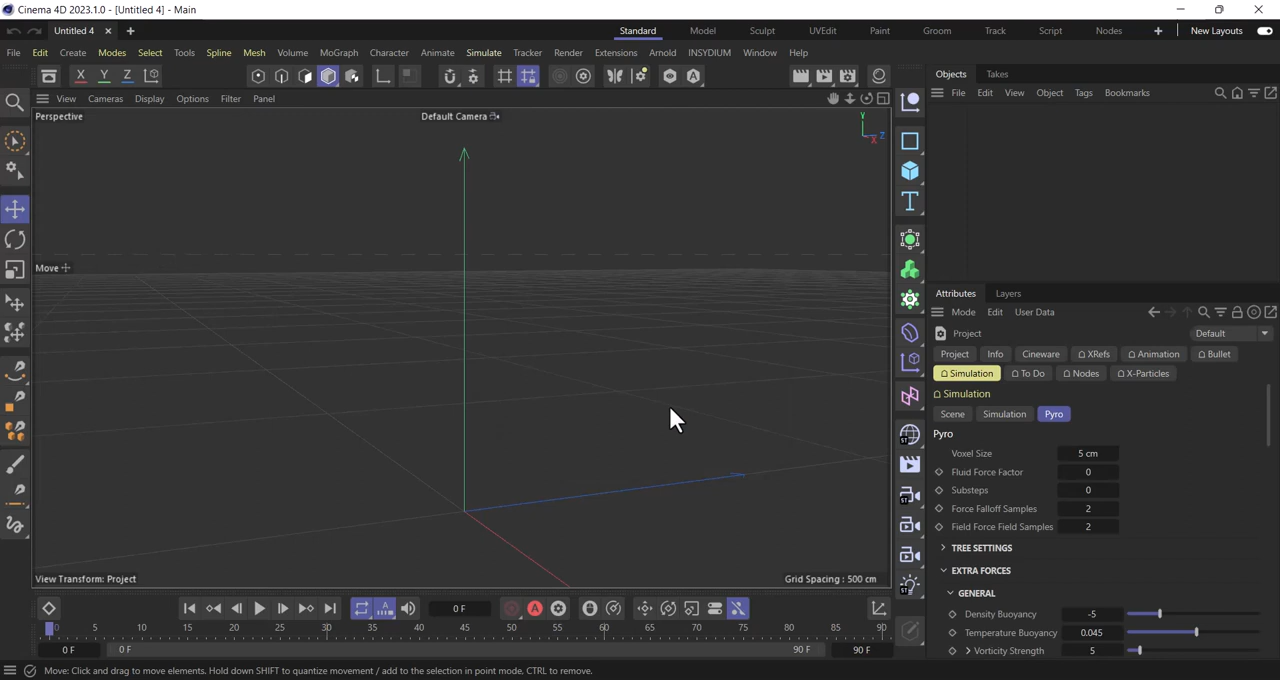 Cinema 4D 2023.1.0 - [Untitled 4] - Main
Untitled 4
Standard Model Sculpt UVEdit Paint Groom Track Script Nodes New Layouts
File Edit Create Modes Select Tools Spline Mesh Volume MoGraph Character Animate Simulate Tracker Render Extensions Arnold INSYDIUM Window Help
X Y Z
Objects Takes
File Edit View Object Tags Bookmarks
View Cameras Display Options Filter Panel
Perspective
Default Camera
Y
Z
X
Move
View Transform: Project
Grid Spacing : 500 cm
T
ST
ST
ST
Attributes Layers
Mode Edit User Data
Project
Default
Project Info Cineware XRefs Animation Bullet
Simulation To Do Nodes X-Particles
Simulation
Scene Simulation Pyro
Pyro
Voxel Size 5 cm
Fluid Force Factor 0
Substeps 0
Force Falloff Samples 2
Field Force Field Samples 2
TREE SETTINGS
EXTRA FORCES
GENERAL
Density Buoyancy -5
Temperature Buoyancy 0.045
Vorticity Strength 5
A
0 F
A
0 5 10 15 20 25 30 35 40 45 50 55 60 65 70 75 80 85 90
0 F 0 F 90 F 90 F
Move: Click and drag to move elements. Hold down SHIFT to quantize movement / add to the selection in point mode, CTRL to remove.